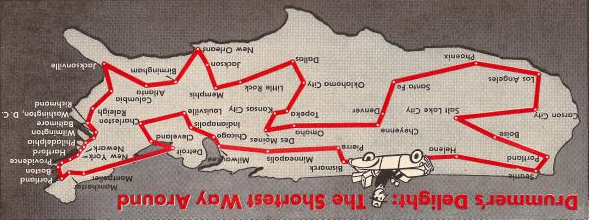 Drummer's Delight: The Shortest Way Around
Seattle
Portland
Helena
Boise
Carson City
Salt Lake City
Los Angeles
Phoenix
Santa Fe
Denver
Cheyenne
Pierre
Bismarck
Minneapolis
Milwaukee
Chicago
Des Moines
Omaha
Topeka
Kansas City
Oklahoma City
Dallas
Little Rock
Memphis
Jackson
New Orleans
Birmingham
Atlanta
Jacksonville
Columbia
Raleigh
Charleston
Louisville
Indianapolis
Cleveland
Detroit
Richmond
Washington, D.C.
Baltimore
Wilmington
Philadelphia
Newark
New York
Hartford
Providence
Boston
Portland
Manchester
Montpelier